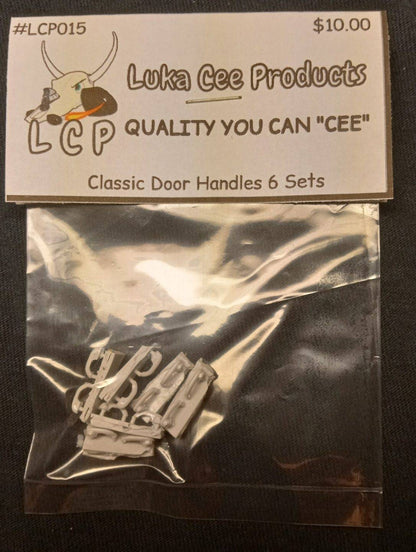 #LCP015 $10.00
Luka Cee Products
LCP QUALITY YOU CAN "CEE"
Classic Door Handles 6 Sets